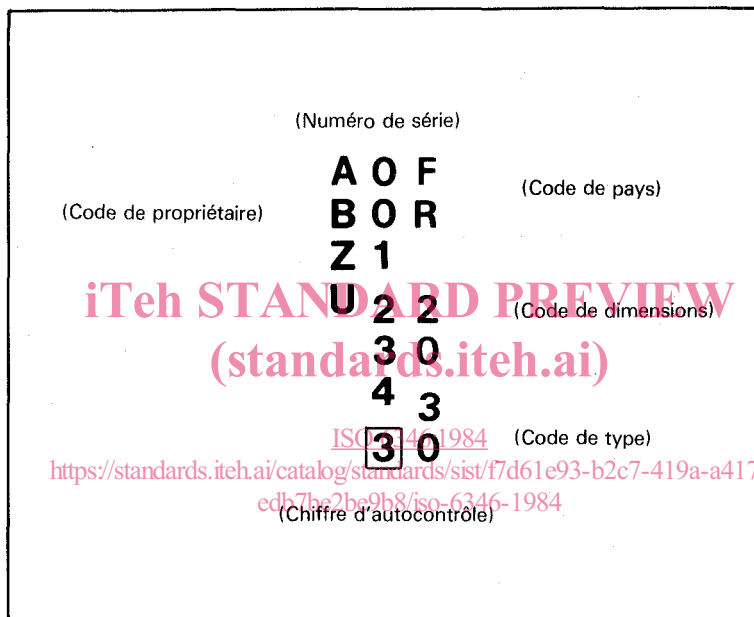 (Numéro de série)
A 0 F
(Code de pays)
(Code de propriétaire)
B 0 R
Z 1
U 2 2
(Code de dimensions)
iTeh STANDARD PREVIEW
3 0
(standards.iteh.ai)
4 3
ISO 6346:1984
3 0
(Code de type)
https://standards.iteh.ai/catalog/standards/sist/f7d61e93-b2c7-419a-a417
edb7be2be9b8/iso-6346-1984
(Chiffre d'autocontrôle)